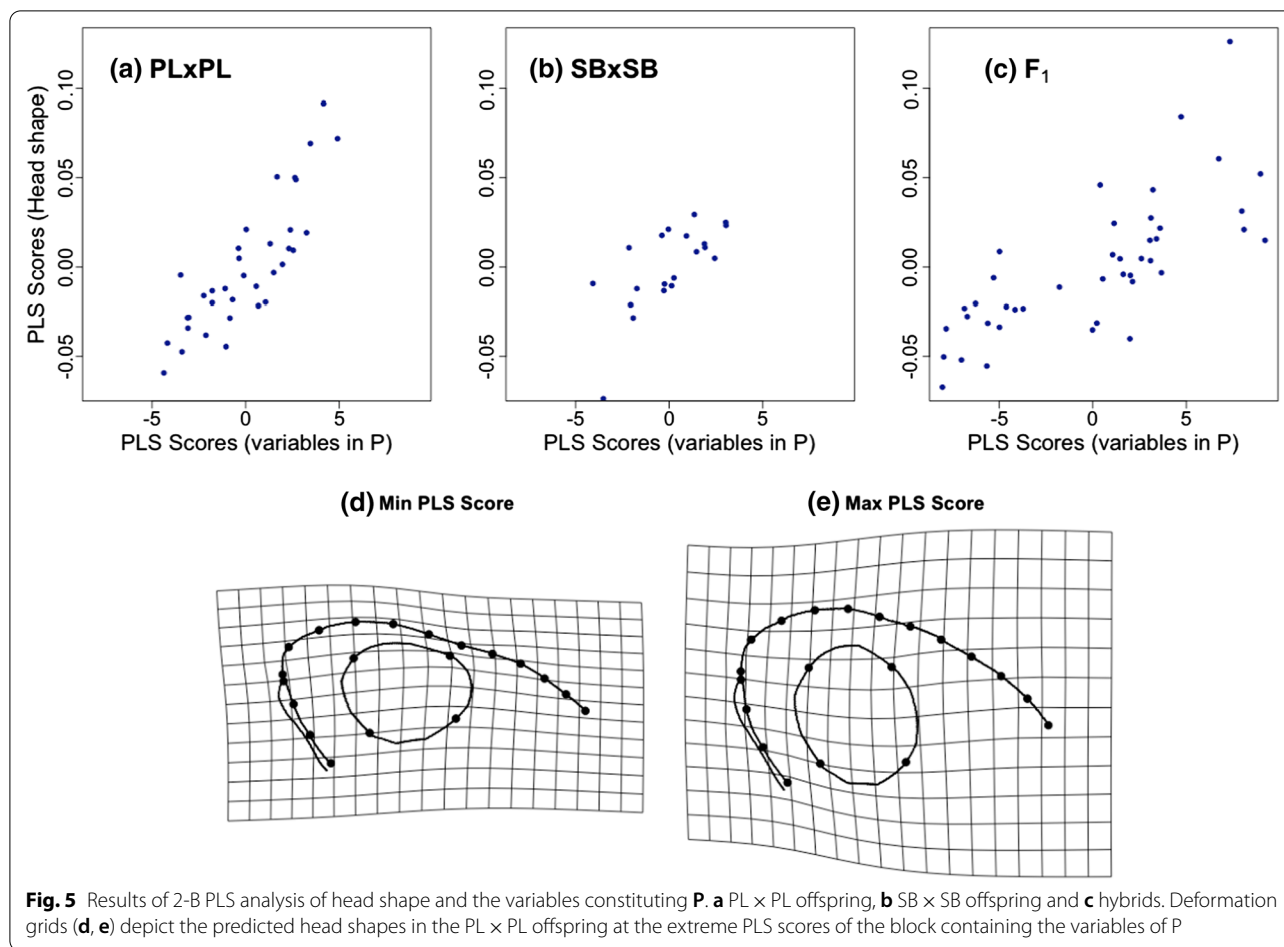 (a) PLxPL
(b) SBxSB
(c) F₁
PLS Scores (Head shape)
0.10
0.05
0.00
-0.05
-5 0 5
PLS Scores (variables in P)
0.10
0.05
0.00
-0.05
-5 0 5
PLS Scores (variables in P)
0.10
0.05
0.00
-0.05
-5 0 5
PLS Scores (variables in P)
(d) Min PLS Score
(e) Max PLS Score
Fig. 5 Results of 2-B PLS analysis of head shape and the variables constituting P. a PL × PL offspring, b SB × SB offspring and c hybrids. Deformation
grids (d, e) depict the predicted head shapes in the PL × PL offspring at the extreme PLS scores of the block containing the variables of P